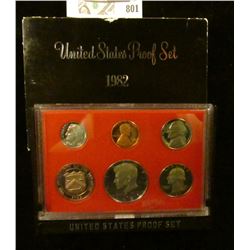 801
United States Proof Set
1982
UNITED STATES PROOF SET